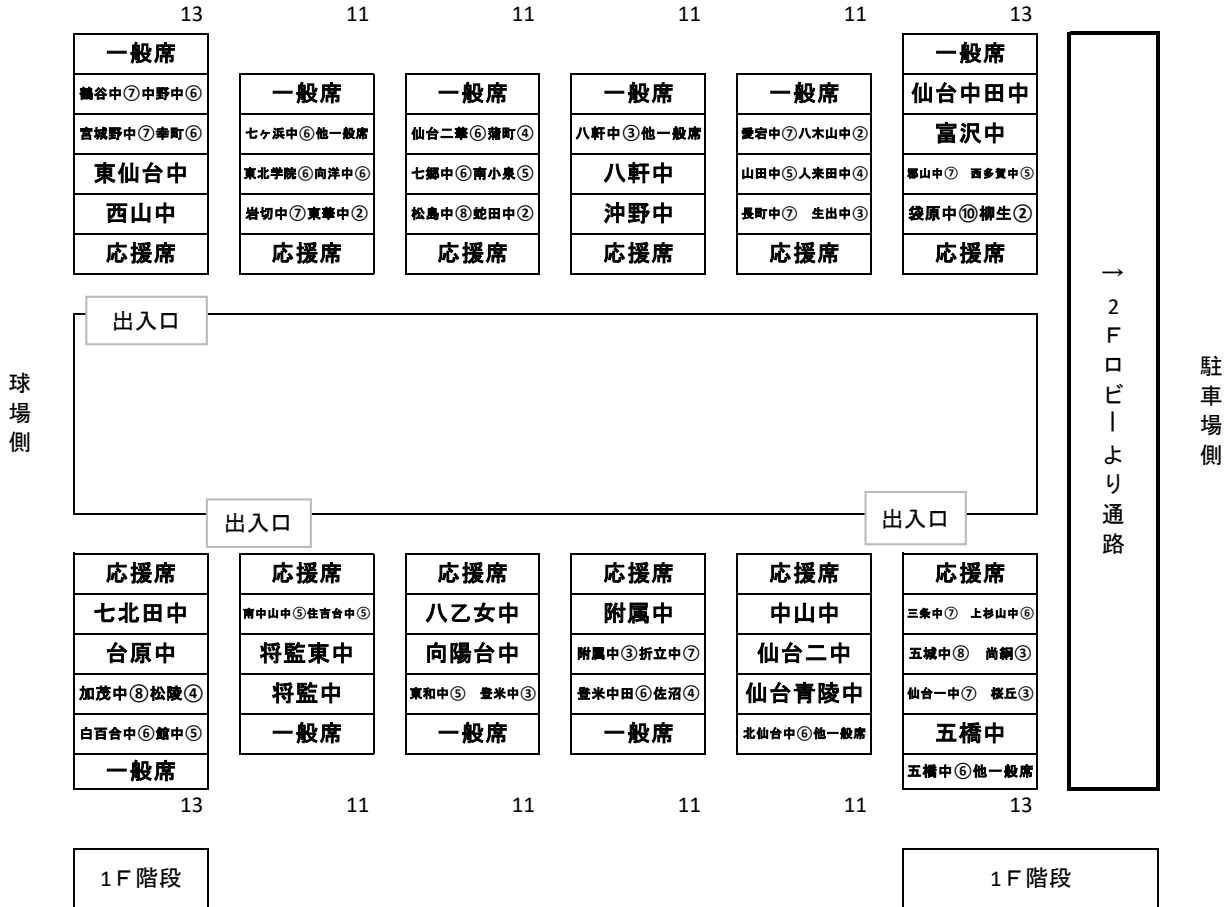 13 11 11 11 11 13
一般席 一般席
鶴谷中⑦中野中⑥ 一般席 一般席 一般席 一般席 仙台中田中
宮城野中⑦幸町⑥ 七ヶ浜中⑥他一般席 仙台二華⑥蒲町④ 八軒中③他一般席 愛宕中⑦八木山中② 富沢中
東仙台中 東北学院⑥向洋中⑥ 七郷中⑥南小泉⑤ 八軒中 山田中⑤人来田中④ 郡山中⑦ 西多賀中⑤
西山中 岩切中⑦東華中② 松島中⑧蛇田中② 沖野中 長町中⑦ 生出中③ 袋原中⑩柳生②
応援席 応援席 応援席 応援席 応援席 応援席
出入口
球場側
→2Fロビーより通路
駐車場側
出入口 出入口
応援席 応援席 応援席 応援席 応援席 応援席
七北田中 南中山中⑤住吉台中⑤ 八乙女中 附属中 中山中 三条中⑦ 上杉山中⑥
台原中 将監東中 向陽台中 附属中③折立中⑦ 仙台二中 五城中⑧ 尚絅③
加茂中⑧松陵④ 将監中 東和中⑤ 登米中③ 登米中田⑥佐沼④ 仙台青陵中 仙台一中⑦ 桜丘③
白百合中⑥館中⑤ 一般席 一般席 一般席 北仙台中⑥他一般席 五橋中
一般席 五橋中⑥他一般席
13 11 11 11 11 13
1F階段 1F階段